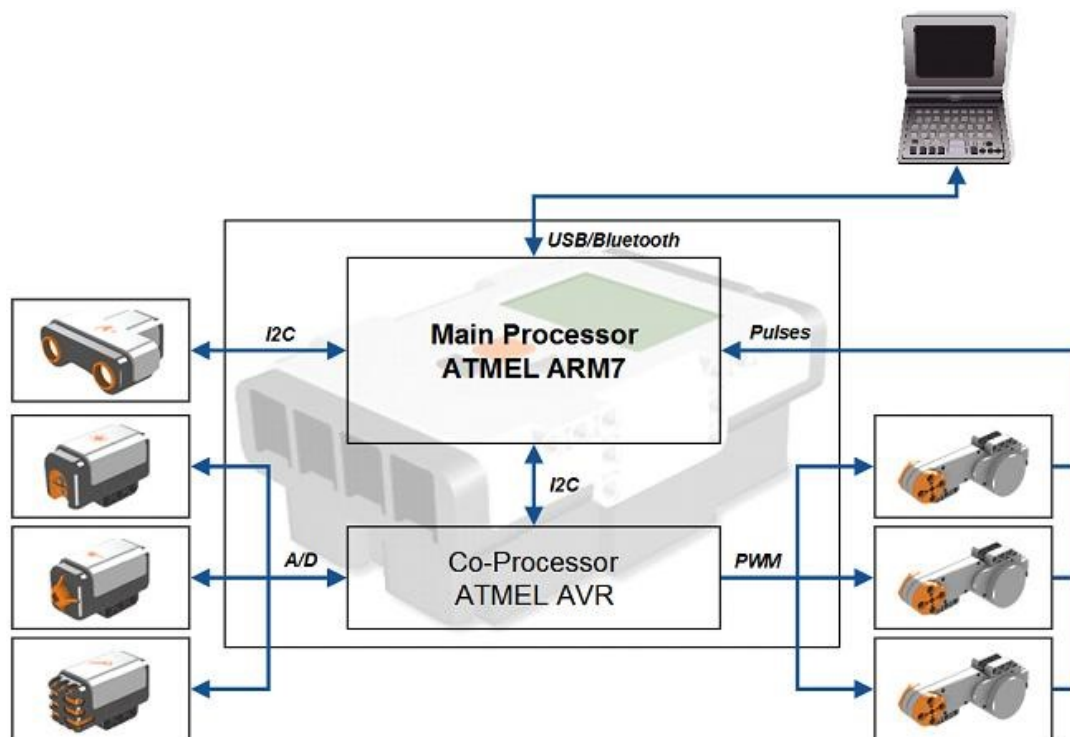 USB/Bluetooth
Main Processor
ATMEL ARM7
I2C
Pulses
I2C
Co-Processor
ATMEL AVR
A/D
PWM